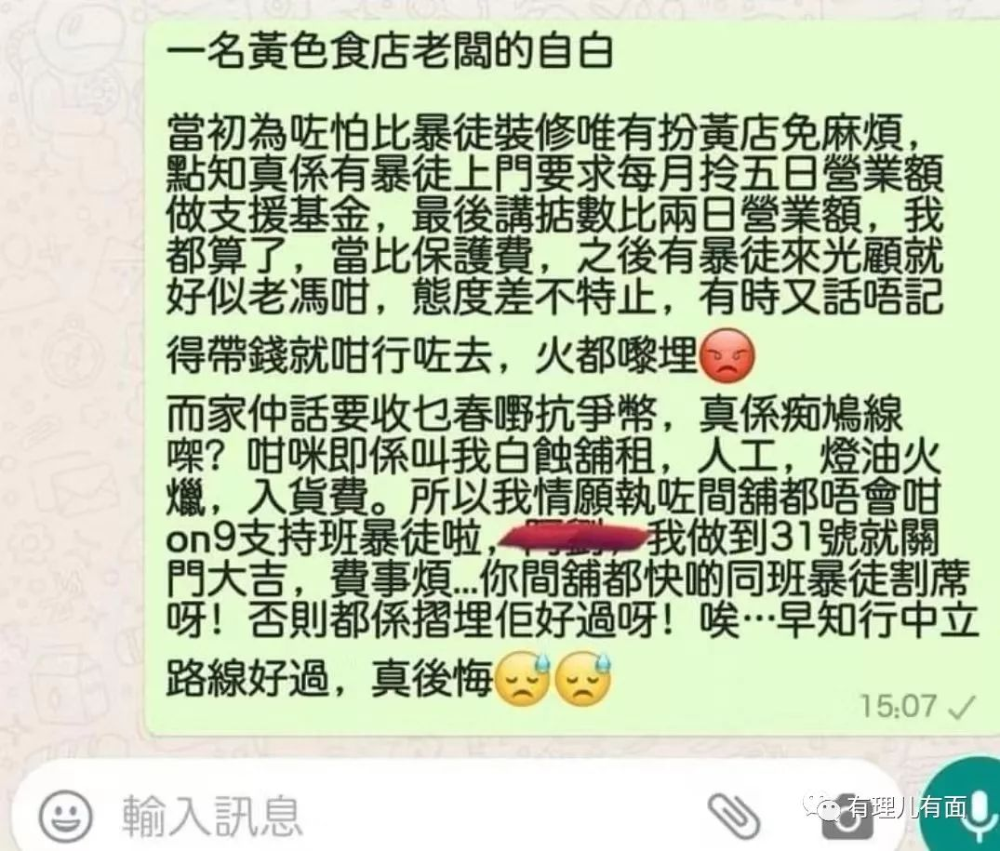 一名黃色食店老闆的自白
當初為咗怕比暴徒裝修唯有扮黃店免麻煩，
點知真係有暴徒上門要求每月拎五日營業額
做支援基金，最後講掂數比兩日營業額，我
都算了，當比保護費，之後有暴徒來光顧就
好似老馮咁，態度差不特止，有時又話唔記
得帶錢就咁行咗去，火都嚟埋😡
而家仲話要收乜春嘢抗爭幣，真係痴鳩線
㗎？咁咪即係叫我白蝕舖租，人工，燈油火
爉，入貨費。所以我情願執咗間舖都唔會咁
on9支持班暴徒啦，我做到31號就關
門大吉，費事煩...你間舖都快啲同班暴徒割蓆
呀！否則都係摺埋佢好過呀！唉…早知行中立
路線好過，真後悔😓😓
15:07
輸入訊息
有理儿有面